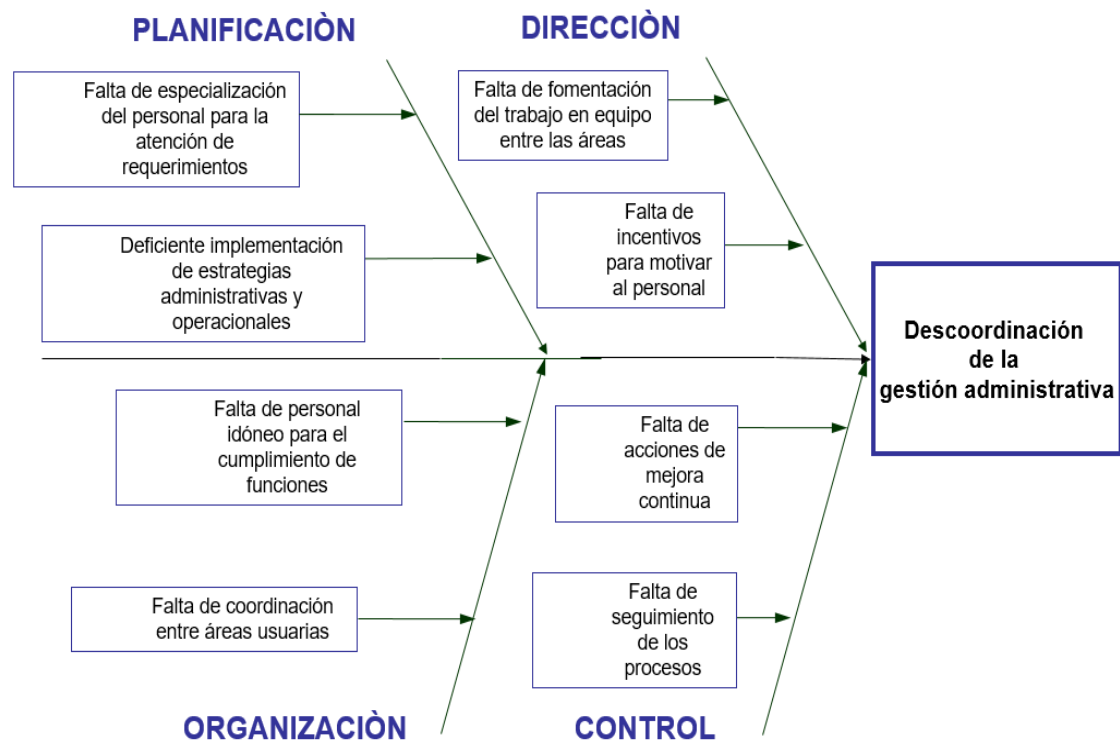 PLANIFICACIÒN
Falta de especialización
del personal para la
atención de
requerimientos
Deficiente implementación
de estrategias
administrativas y
operacionales
DIRECCIÒN
Falta de fomentación
del trabajo en equipo
entre las áreas
Falta de
incentivos
para motivar
al personal
Descoordinación
de la
gestión administrativa
Falta de personal
idóneo para el
cumplimiento de
funciones
Falta de coordinación
entre áreas usuarias
ORGANIZACIÒN
Falta de
acciones de
mejora
continua
Falta de
seguimiento
de los
procesos
CONTROL